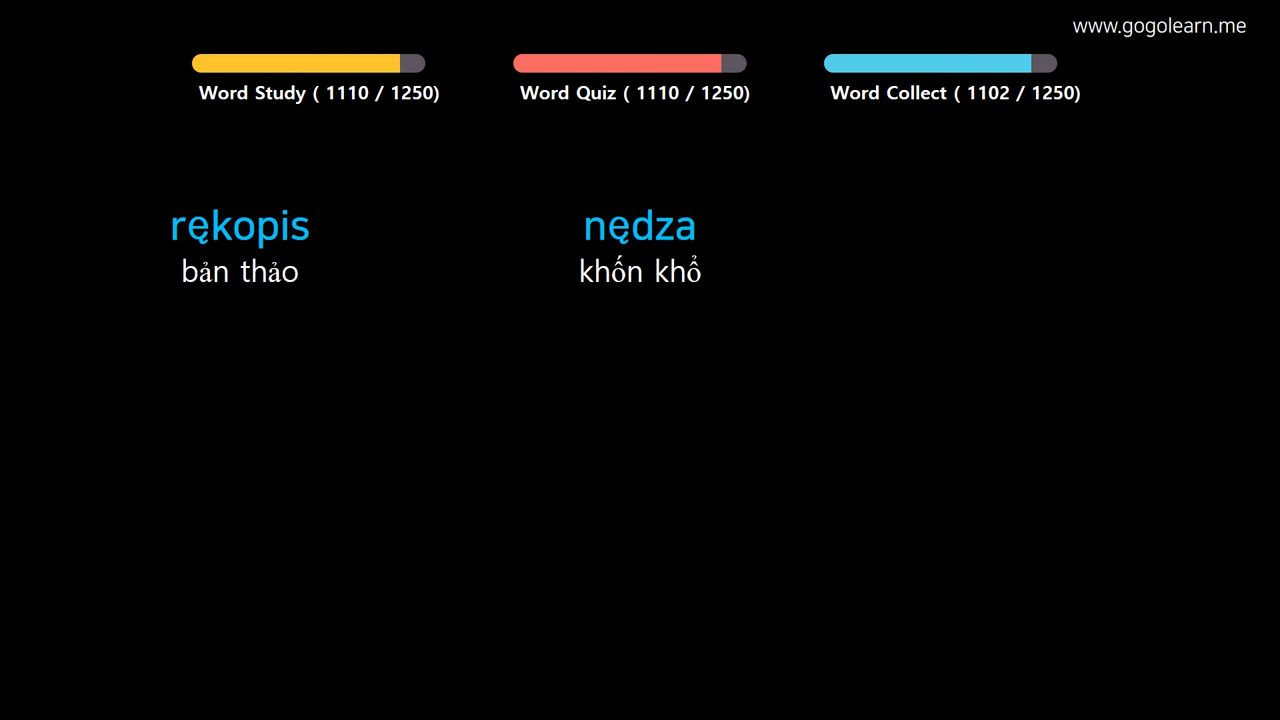 www.gogolearn.me
Word Study ( 1110 / 1250)
Word Quiz ( 1110 / 1250)
Word Collect ( 1102 / 1250)
rękopis
bản thảo
nędza
khốn khổ